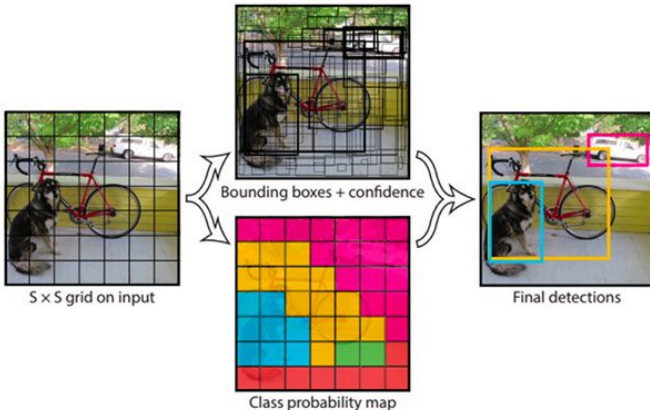 S × S grid on input
Bounding boxes + confidence
Class probability map
Final detections